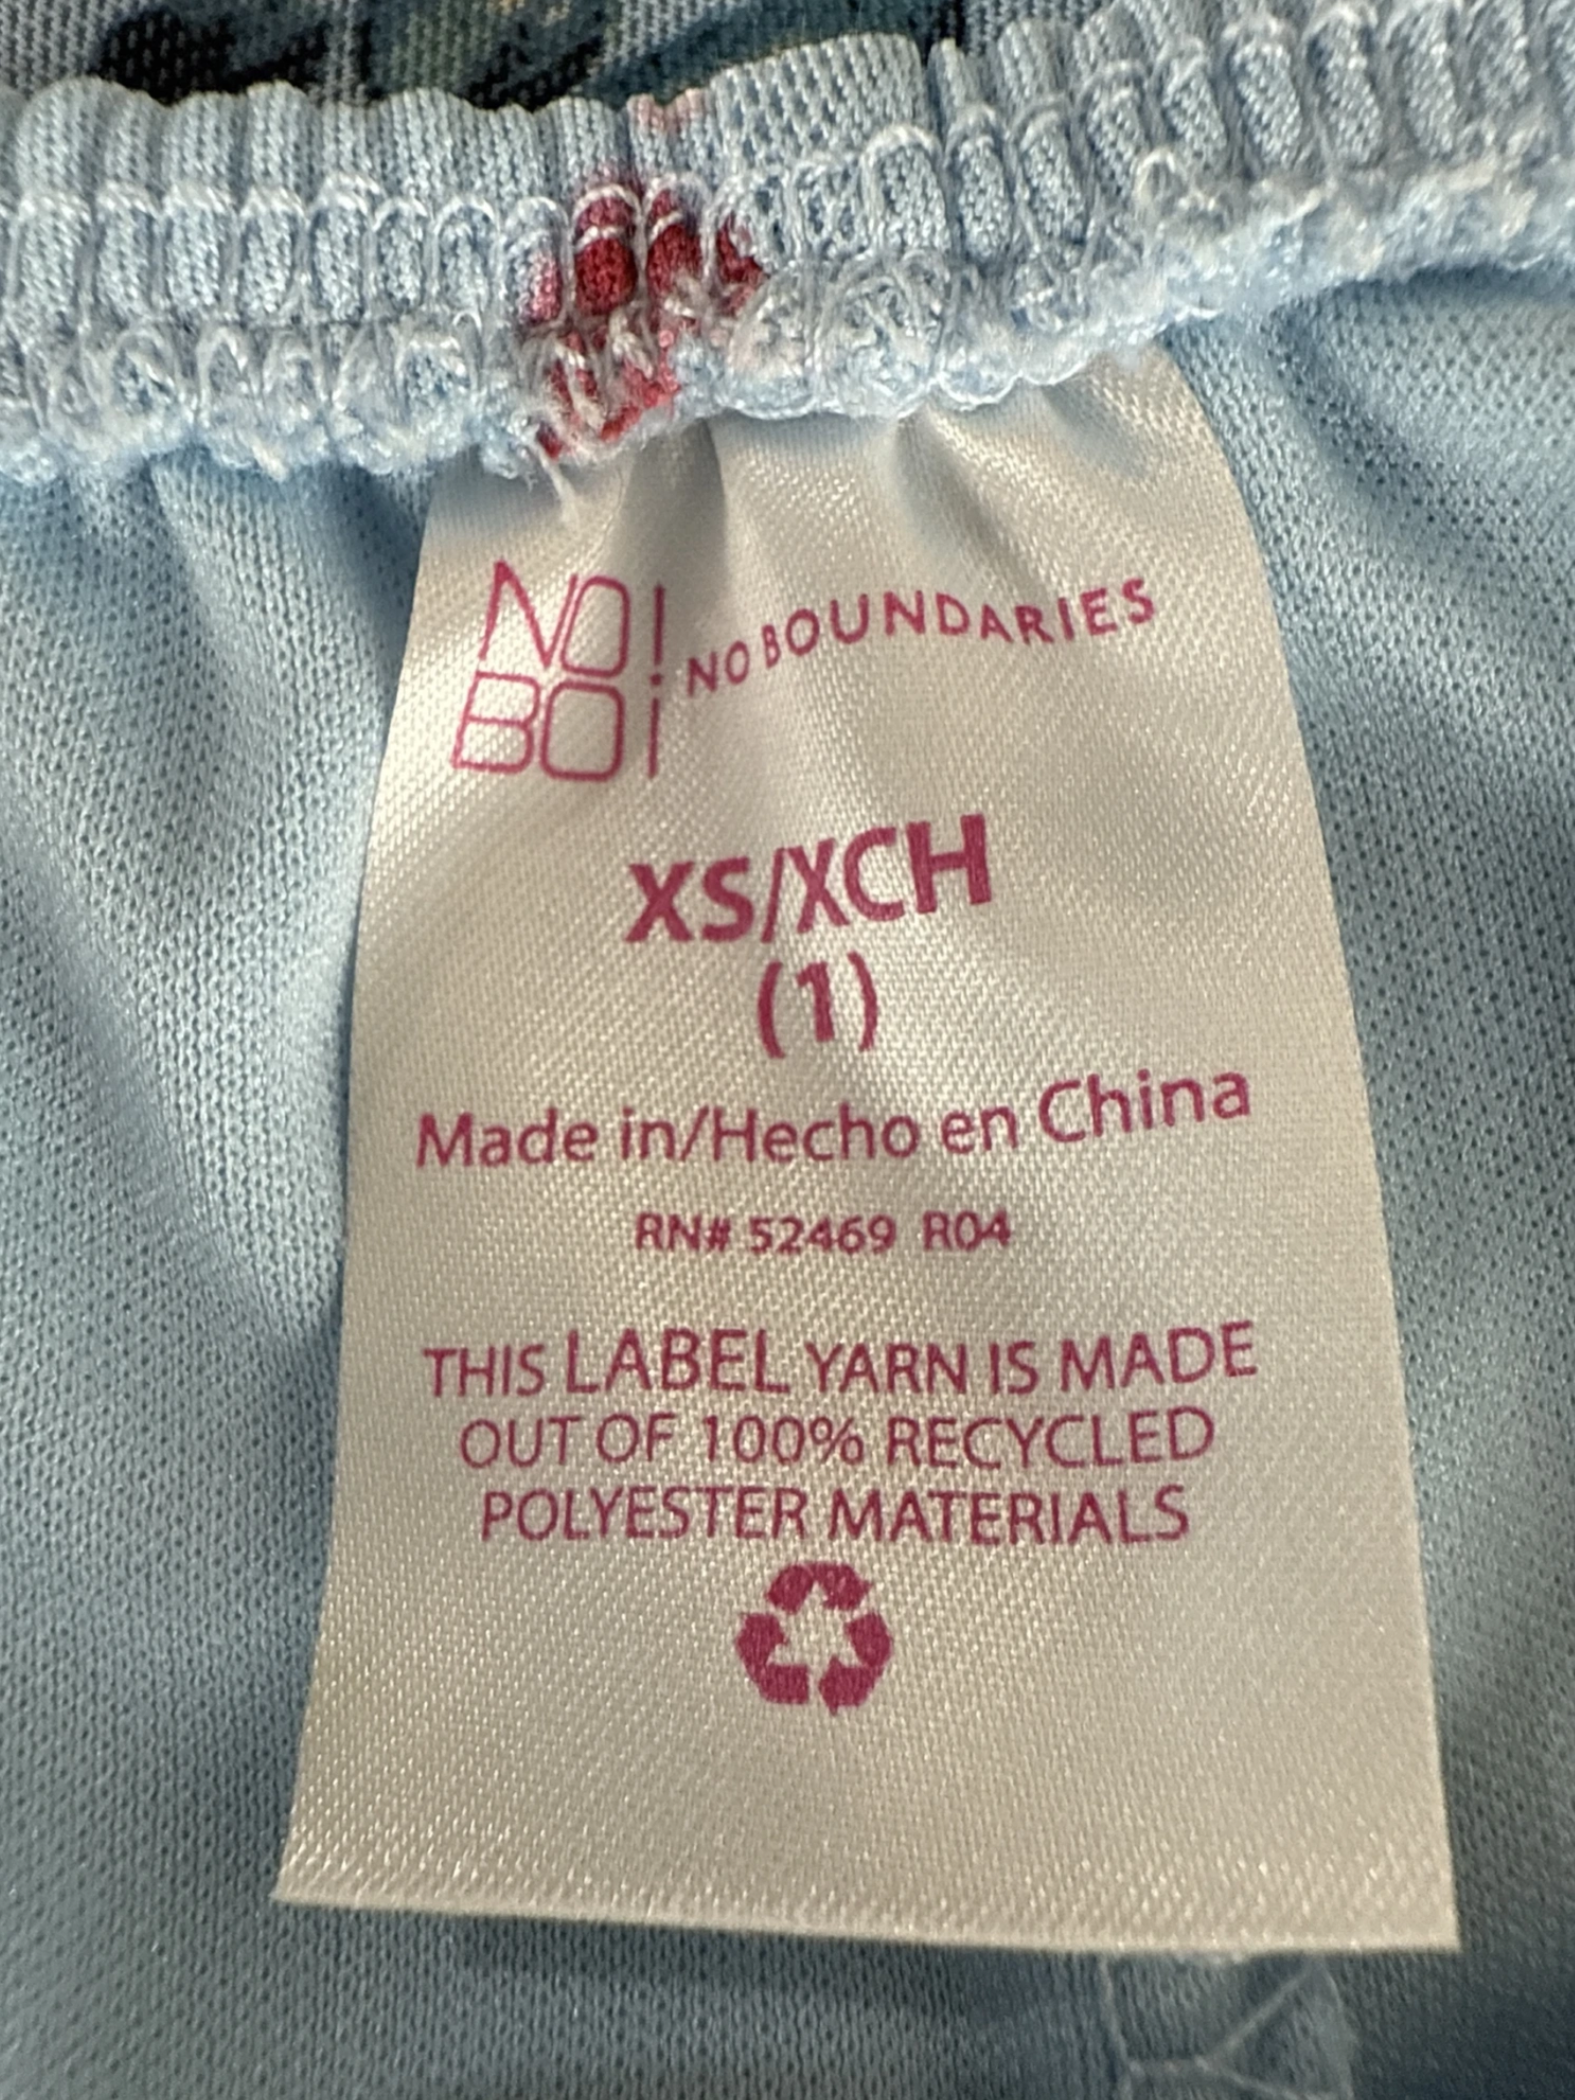 NO!
BO¡
NO BOUNDARIES
XS/XCH
(1)
Made in/Hecho en China
RN# 52469 R04
THIS LABEL YARN IS MADE
OUT OF 100% RECYCLED
POLYESTER MATERIALS